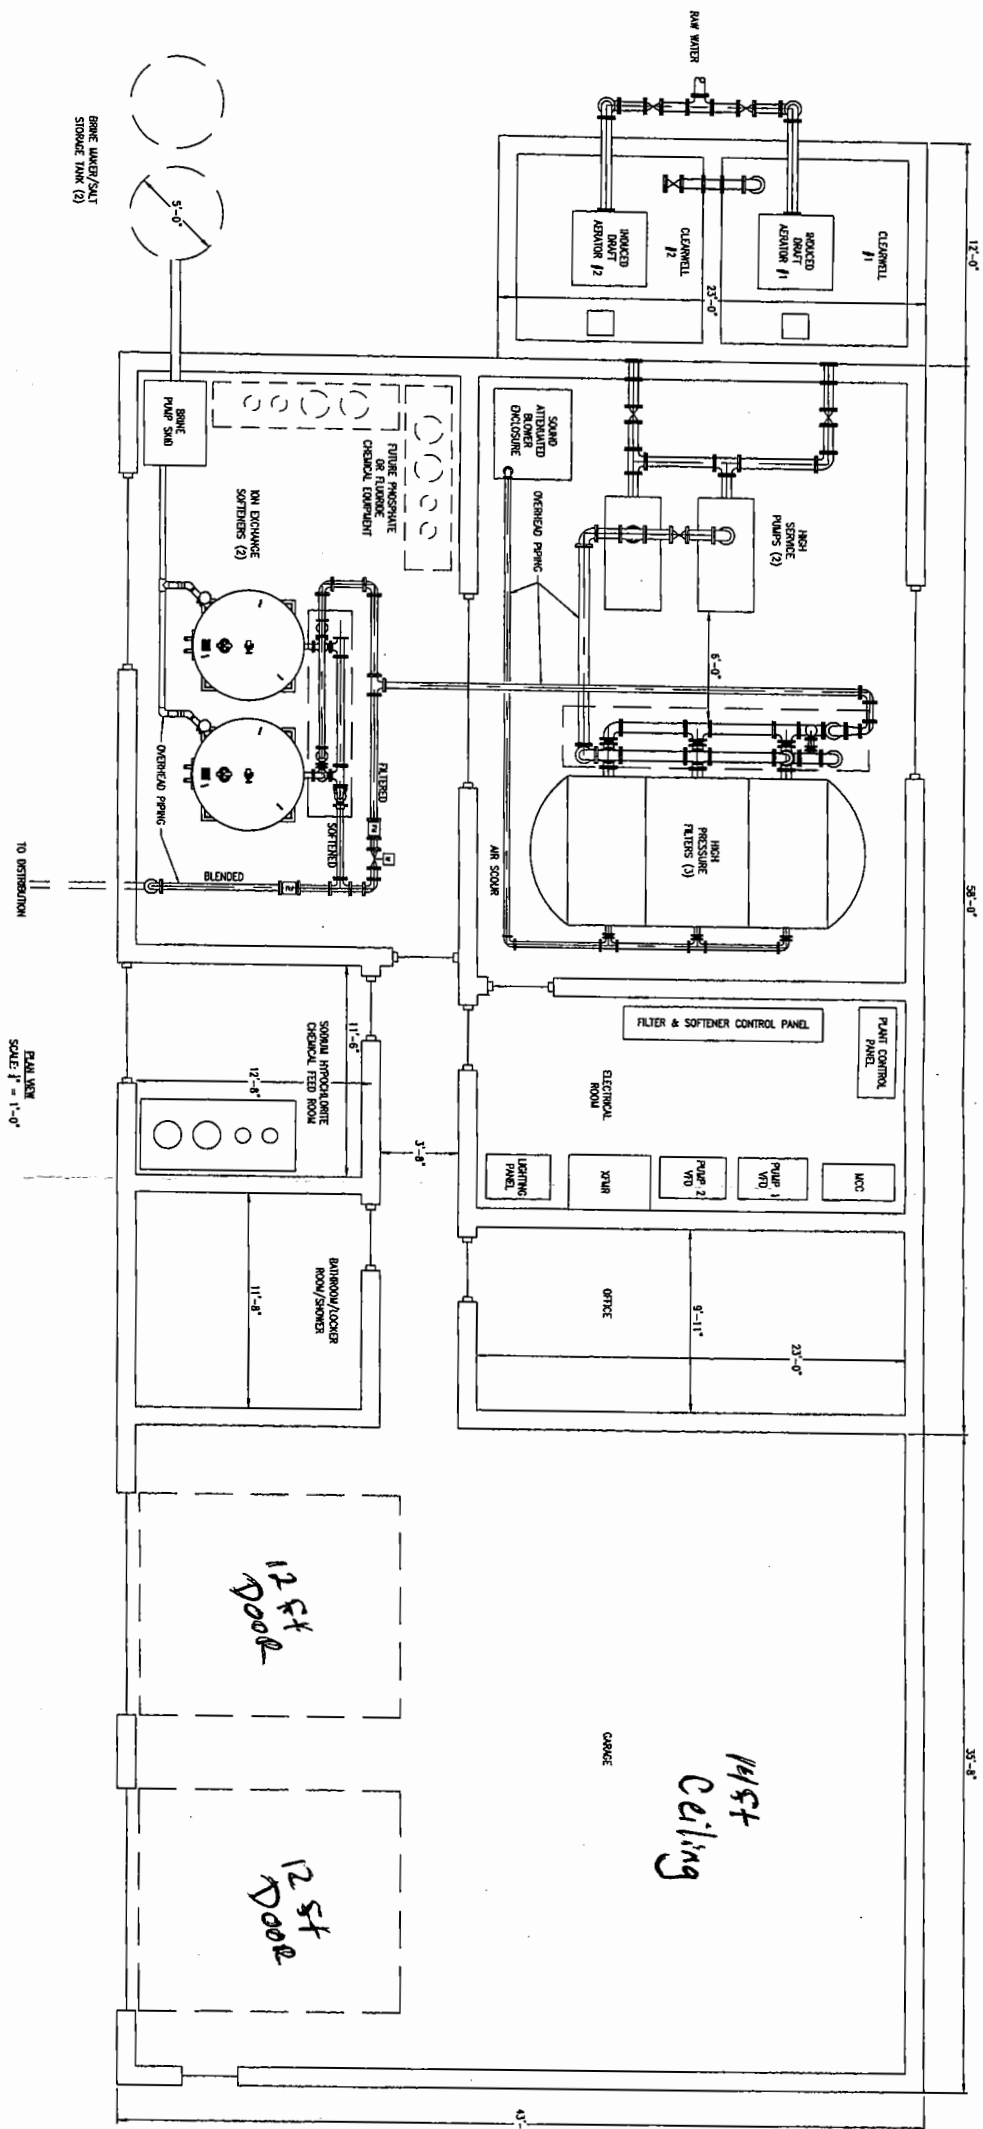 RAW WATER
12'-0"
CLEARWELL
#1
INDUCED
DRAFT
AERATOR #1
CLEARWELL
#2
INDUCED
DRAFT
AERATOR #2
23'-0"
BRINE MAKER/SALT
STORAGE TANK (2)
5'-0"
BRINE
PUMP SKID
SOUND
ATTENUATED
BLOWER
ENCLOSURE
FUTURE PHOSPHATE
OR FLUORIDE
CHEMICAL EQUIPMENT
ION EXCHANGE
SOFTENERS (2)
OVERHEAD PIPING
HIGH
SERVICE
PUMPS (2)
6'-0"
58'-0"
HIGH
PRESSURE
FILTERS (3)
AIR SCOUR
FILTERED
SOFTENED
OVERHEAD PIPING
BLENDED
TO DISTRIBUTION
PLANT CONTROL
PANEL
FILTER & SOFTENER CONTROL PANEL
ELECTRICAL
ROOM
MCC
PUMP 1
VFD
PUMP 2
VFD
XFMR
LIGHTING
PANEL
11'-6"
SODIUM HYPOCHLORITE
CHEMICAL FEED ROOM
12'-8"
3'-8"
BATHROOM/LOCKER
ROOM/SHOWER
11'-8"
OFFICE
9'-11"
23'-0"
PLAN VIEW
35'-8"
GARAGE
14 ft
Ceiling
12 ft
DOOR
12 ft
DOOR